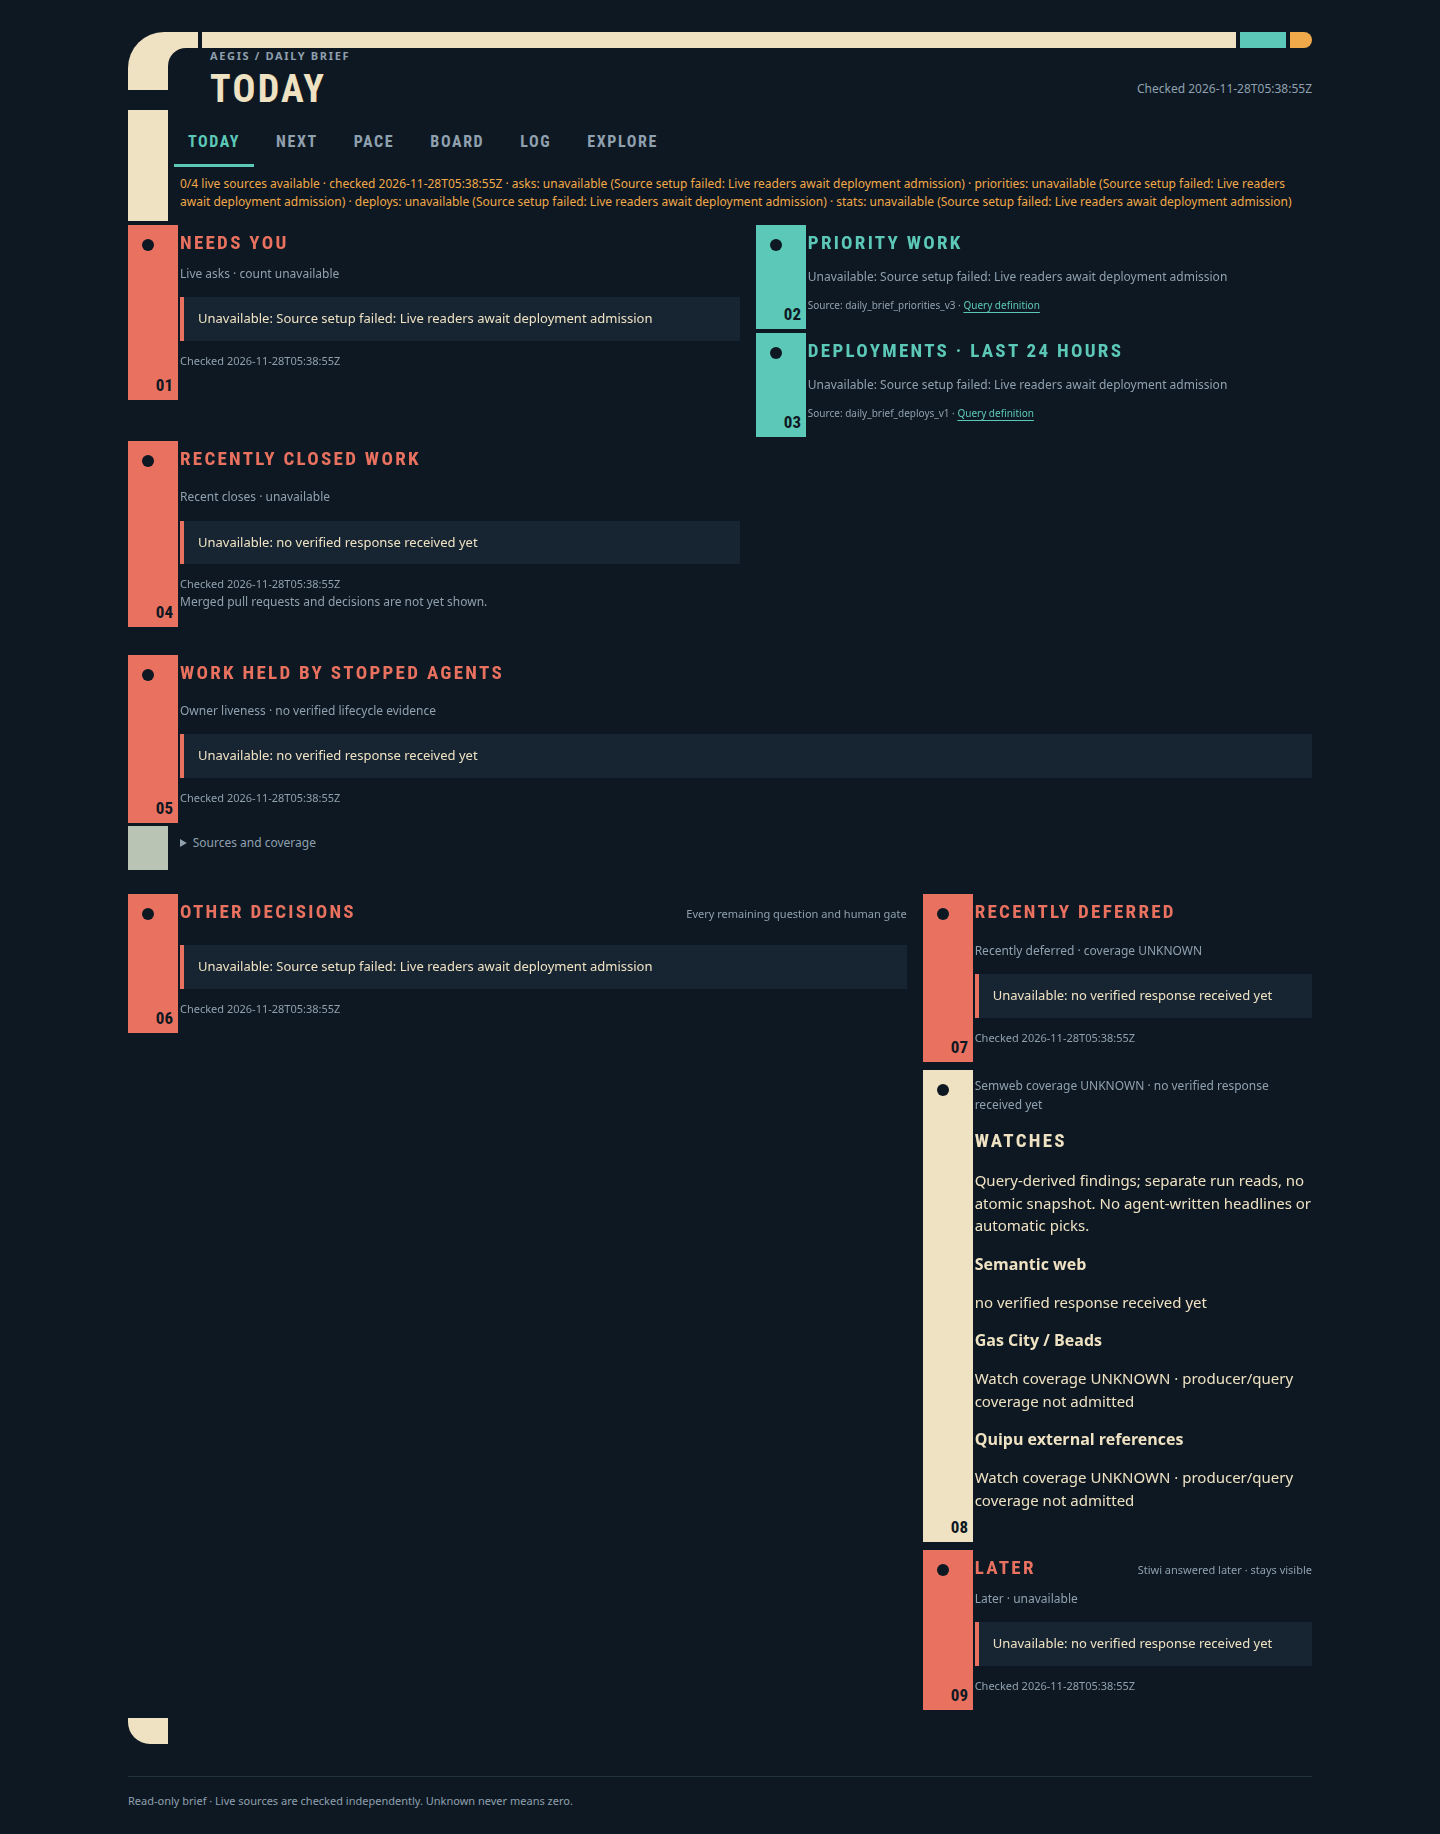 AEGIS / DAILY BRIEF
TODAY
Checked 2026-11-28T05:38:55Z
TODAY NEXT PACE BOARD LOG EXPLORE
0/4 live sources available · checked 2026-11-28T05:38:55Z · asks: unavailable (Source setup failed: Live readers await deployment admission) · priorities: unavailable (Source setup failed: Live readers
await deployment admission) · deploys: unavailable (Source setup failed: Live readers await deployment admission) · stats: unavailable (Source setup failed: Live readers await deployment admission)
NEEDS YOU
Live asks · count unavailable
Unavailable: Source setup failed: Live readers await deployment admission
Checked 2026-11-28T05:38:55Z
01
PRIORITY WORK
Unavailable: Source setup failed: Live readers await deployment admission
Source: daily_brief_priorities_v3 · Query definition
02
DEPLOYMENTS · LAST 24 HOURS
Unavailable: Source setup failed: Live readers await deployment admission
Source: daily_brief_deploys_v1 · Query definition
03
RECENTLY CLOSED WORK
Recent closes · unavailable
Unavailable: no verified response received yet
Checked 2026-11-28T05:38:55Z
Merged pull requests and decisions are not yet shown.
04
WORK HELD BY STOPPED AGENTS
Owner liveness · no verified lifecycle evidence
Unavailable: no verified response received yet
Checked 2026-11-28T05:38:55Z
05
Sources and coverage
OTHER DECISIONS
Every remaining question and human gate
Unavailable: Source setup failed: Live readers await deployment admission
Checked 2026-11-28T05:38:55Z
06
RECENTLY DEFERRED
Recently deferred · coverage UNKNOWN
Unavailable: no verified response received yet
Checked 2026-11-28T05:38:55Z
07
Semweb coverage UNKNOWN · no verified response
received yet
WATCHES
Query-derived findings; separate run reads, no
atomic snapshot. No agent-written headlines or
automatic picks.
Semantic web
no verified response received yet
Gas City / Beads
Watch coverage UNKNOWN · producer/query
coverage not admitted
Quipu external references
Watch coverage UNKNOWN · producer/query
coverage not admitted
08
LATER
Stiwi answered later · stays visible
Later · unavailable
Unavailable: no verified response received yet
Checked 2026-11-28T05:38:55Z
09
Read-only brief · Live sources are checked independently. Unknown never means zero.